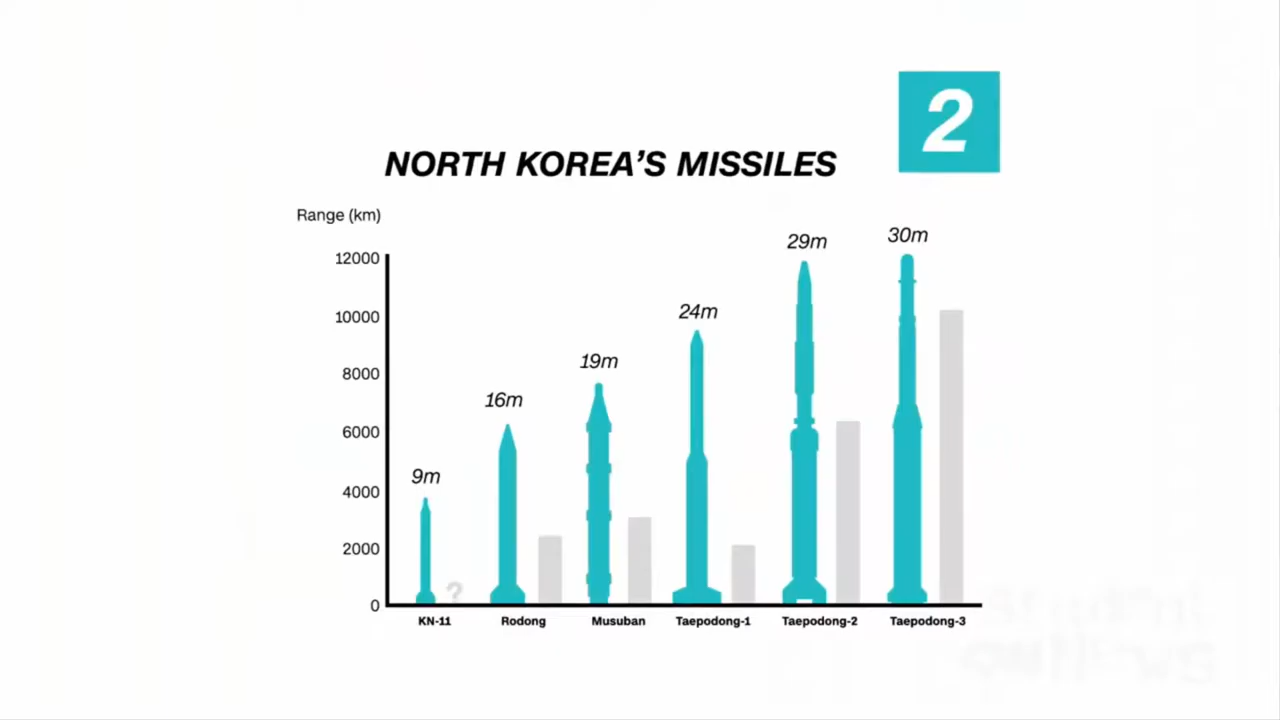 2
NORTH KOREA'S MISSILES
Range (km)
12000
10000
8000
6000
4000
2000
0
9m
16m
19m
24m
29m
30m
?
KN-11
Rodong
Musuban
Taepodong-1
Taepodong-2
Taepodong-3